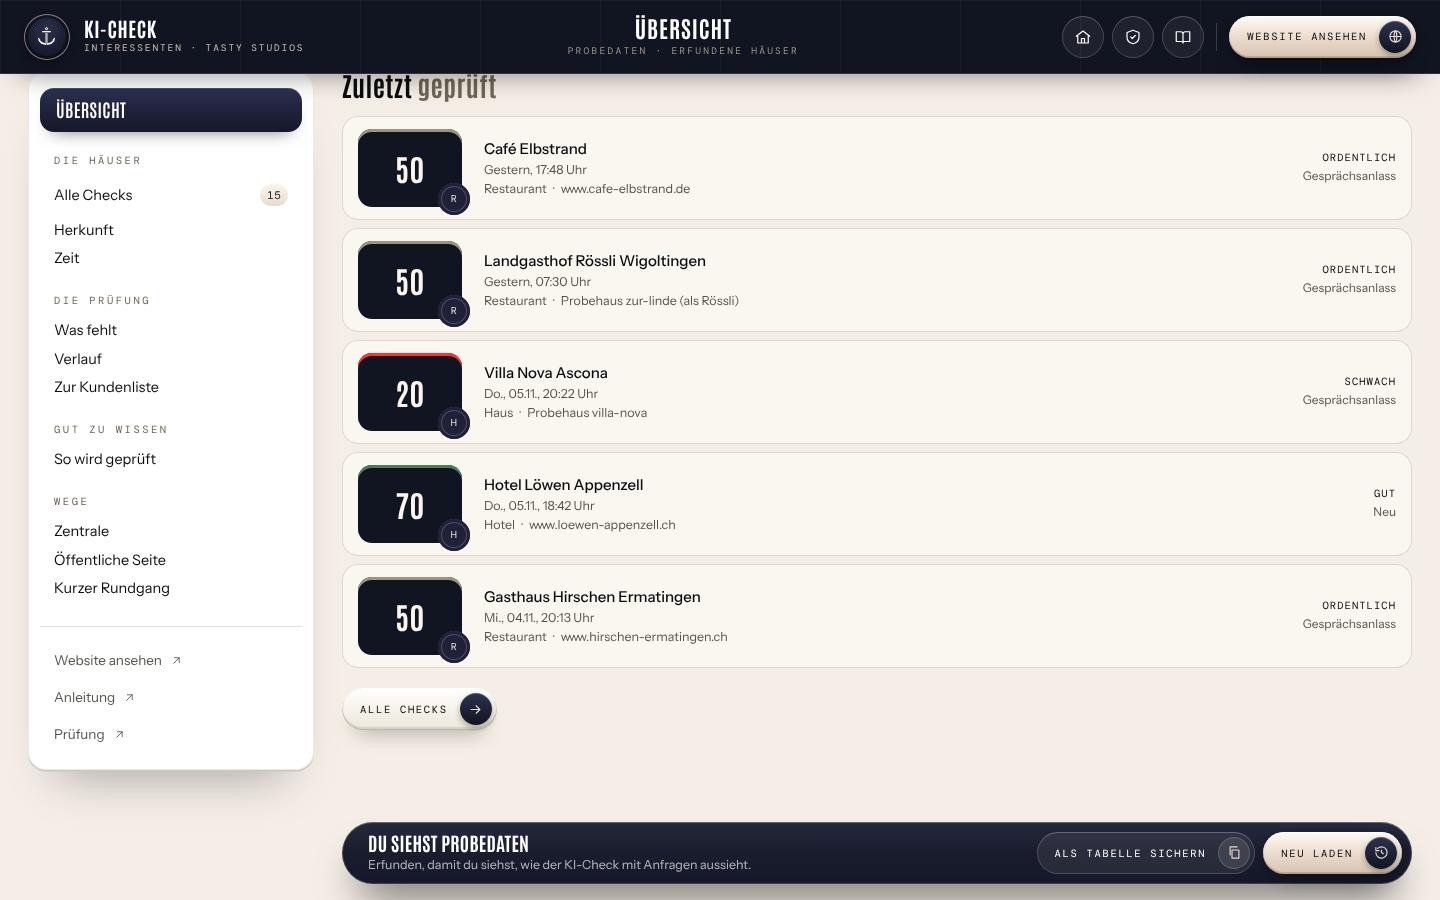 KI-CHECK
INTERESSENTEN · TASTY STUDIOS
ÜBERSICHT
PROBEDATEN · ERFUNDENE HÄUSER
WEBSITE ANSEHEN
ÜBERSICHT
DIE HÄUSER
Alle Checks 15
Herkunft
Zeit
DIE PRÜFUNG
Was fehlt
Verlauf
Zur Kundenliste
GUT ZU WISSEN
So wird geprüft
WEGE
Zentrale
Öffentliche Seite
Kurzer Rundgang
Website ansehen
Anleitung
Prüfung
Zuletzt geprüft
50
R
Café Elbstrand
Gestern, 17:48 Uhr
Restaurant · www.cafe-elbstrand.de
ORDENTLICH
Gesprächsanlass
50
R
Landgasthof Rössli Wigoltingen
Gestern, 07:30 Uhr
Restaurant · Probehaus zur-linde (als Rössli)
ORDENTLICH
Gesprächsanlass
20
H
Villa Nova Ascona
Do., 05.11., 20:22 Uhr
Haus · Probehaus villa-nova
SCHWACH
Gesprächsanlass
70
H
Hotel Löwen Appenzell
Do., 05.11., 18:42 Uhr
Hotel · www.loewen-appenzell.ch
GUT
Neu
50
R
Gasthaus Hirschen Ermatingen
Mi., 04.11., 20:13 Uhr
Restaurant · www.hirschen-ermatingen.ch
ORDENTLICH
Gesprächsanlass
ALLE CHECKS
DU SIEHST PROBEDATEN
Erfunden, damit du siehst, wie der KI-Check mit Anfragen aussieht.
ALS TABELLE SICHERN
NEU LADEN